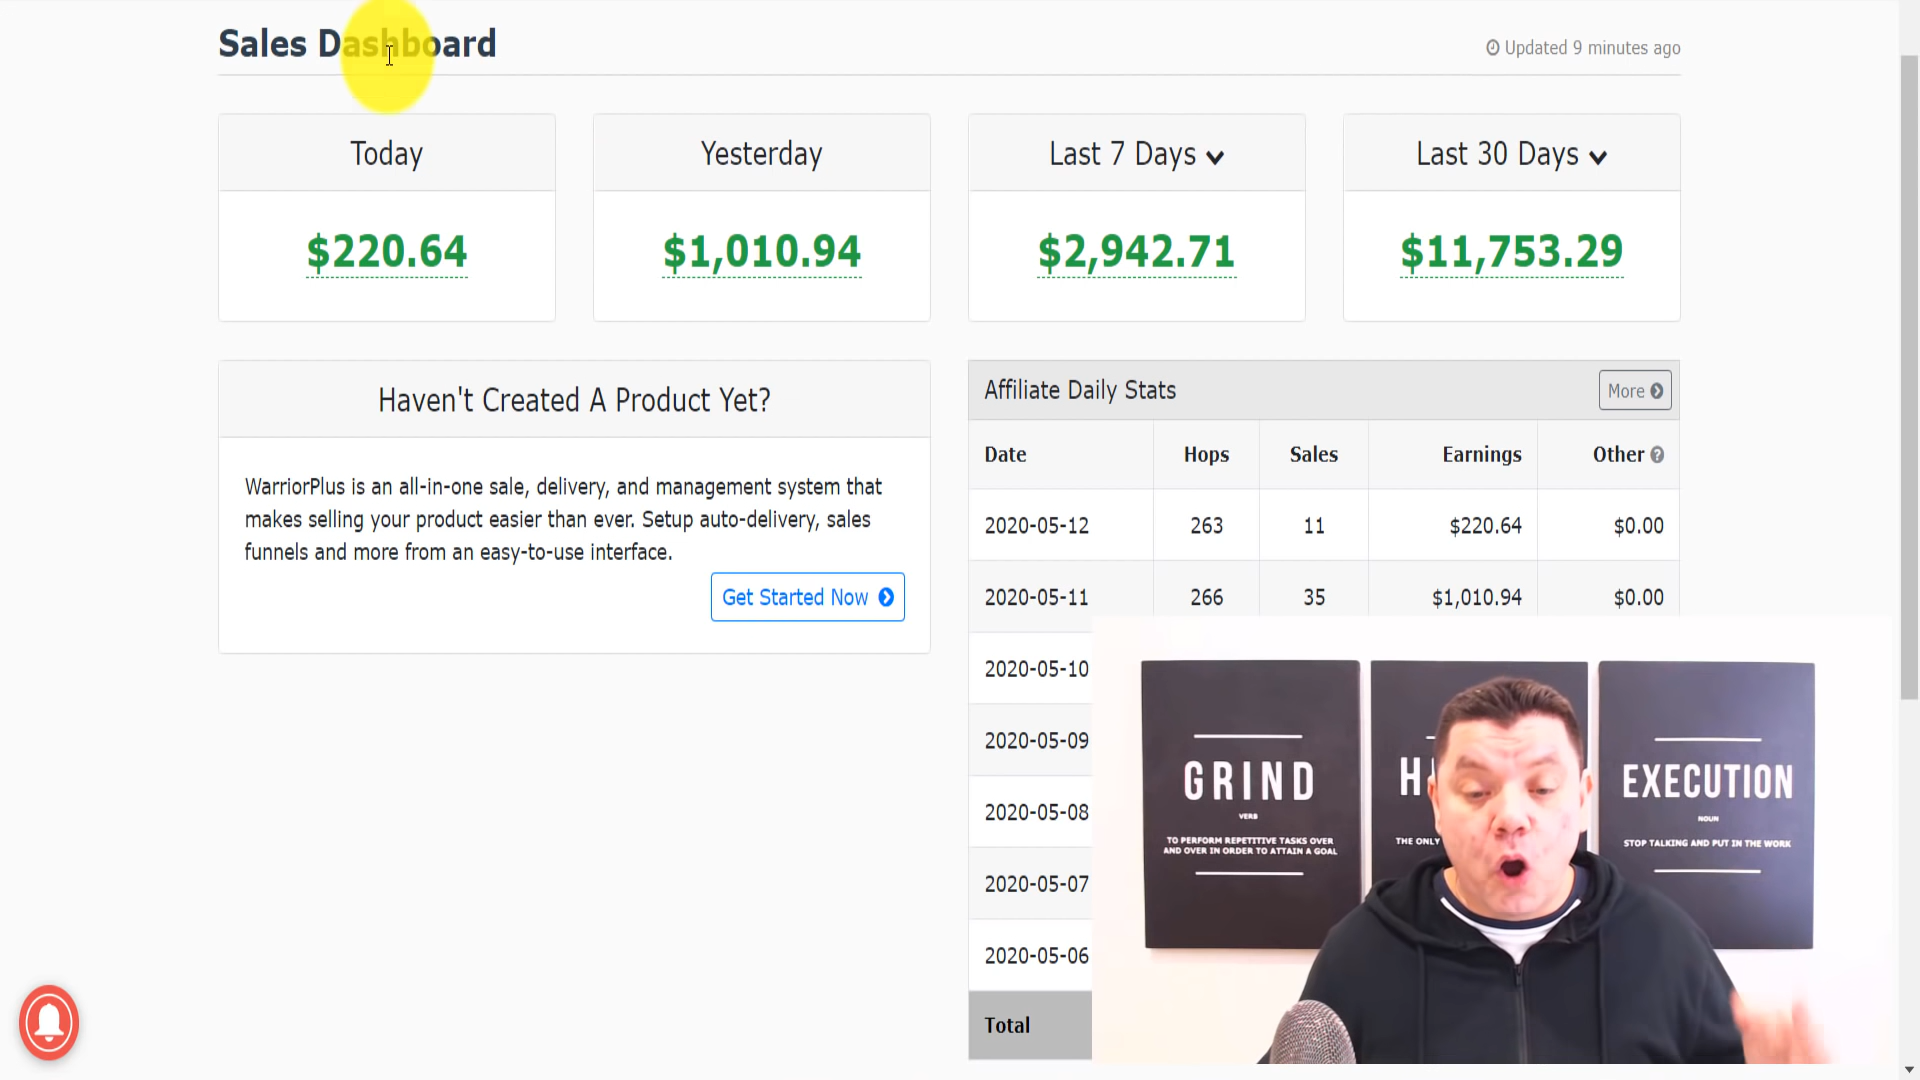 Sales Dashboard
Updated 9 minutes ago
Today
Yesterday
Last 7 Days
Last 30 Days
$220.64
$1,010.94
$2,942.71
$11,753.29
Haven't Created A Product Yet?
WarriorPlus is an all-in-one sale, delivery, and management system that
makes selling your product easier than ever. Setup auto-delivery, sales
funnels and more from an easy-to-use interface.
Get Started Now
Affiliate Daily Stats
More
Date Hops Sales Earnings Other
2020-05-12 263 11 $220.64 $0.00
2020-05-11 266 35 $1,010.94 $0.00
2020-05-10
2020-05-09
2020-05-08
2020-05-07
2020-05-06
Total
GRIND
VERB
TO PERFORM REPETITIVE TASKS OVER
AND OVER IN ORDER TO ATTAIN A GOAL
THE ONLY
EXECUTION
NOUN
STOP TALKING AND PUT IN THE WORK